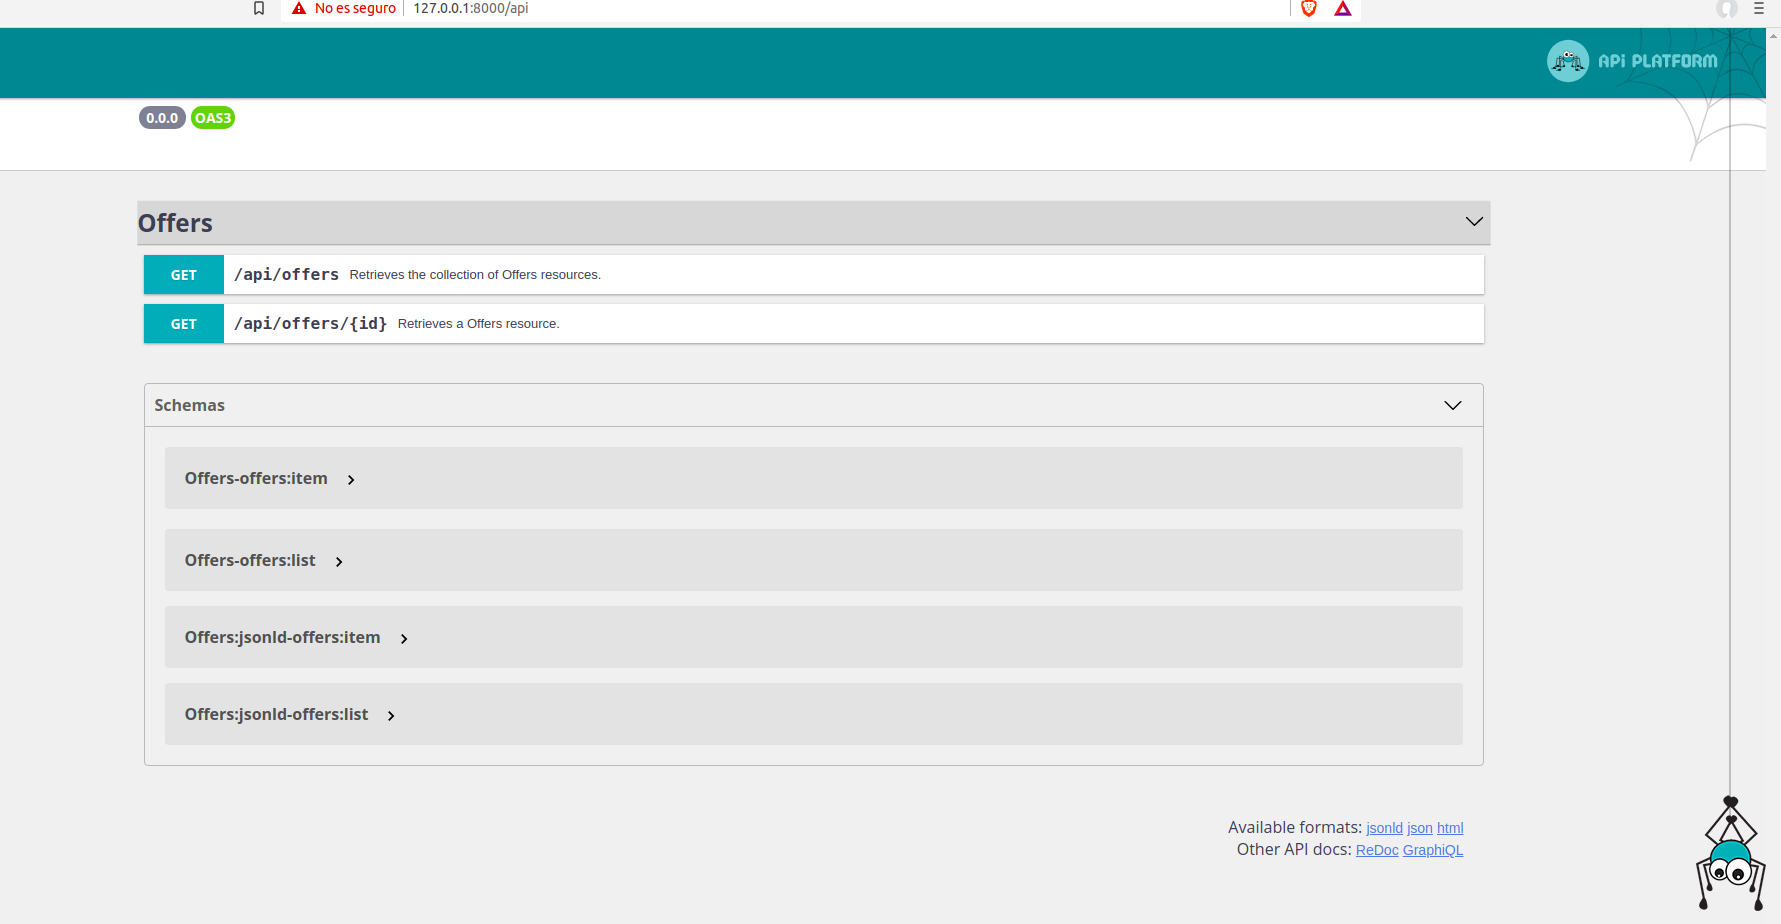 No es seguro 127.0.0.1:8000/api
API PLATFORM
0.0.0 OAS3
Offers
GET /api/offers Retrieves the collection of Offers resources.
GET /api/offers/{id} Retrieves a Offers resource.
Schemas
Offers-offers:item
Offers-offers:list
Offers:jsonld-offers:item
Offers:jsonld-offers:list
Available formats: jsonld json html
Other API docs: ReDoc GraphiQL